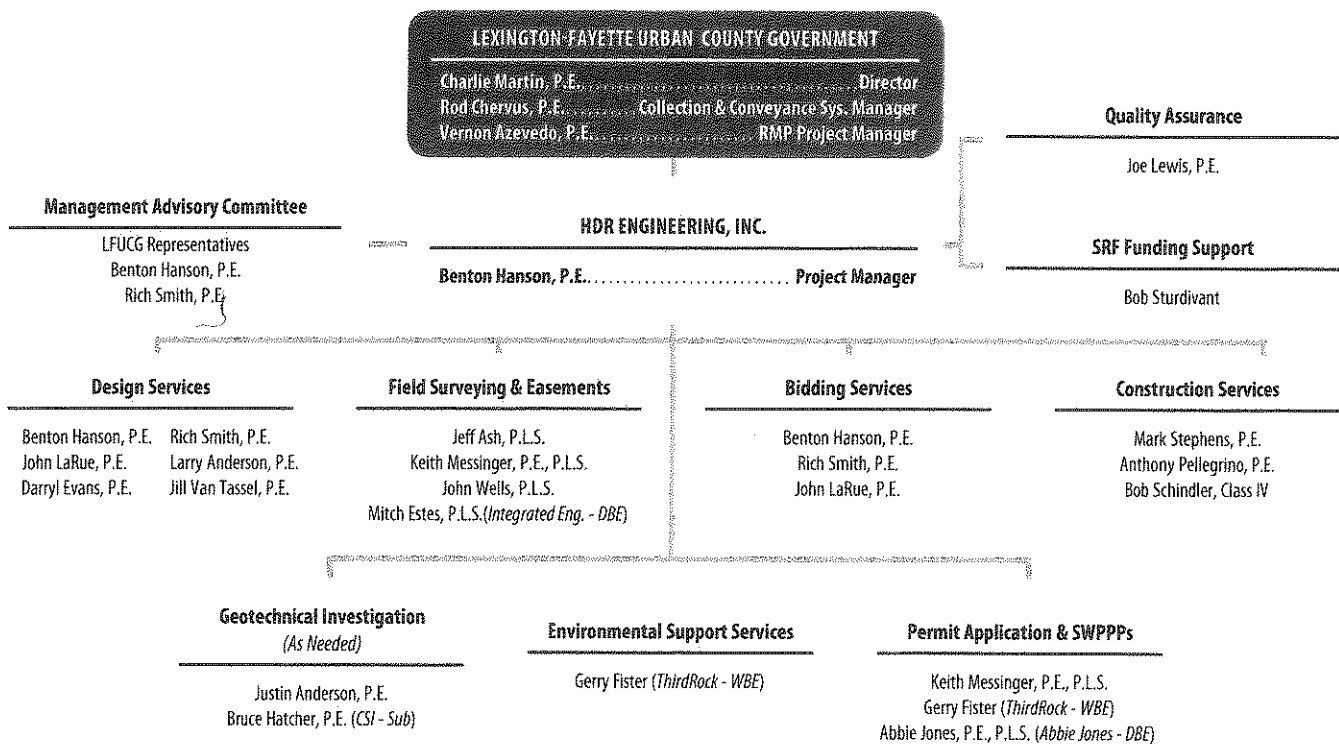 LEXINGTON-FAYETTE URBAN COUNTY GOVERNMENT
Charlie Martin, P.E. Director
Rod Chervus, P.E. Collection & Conveyance Sys. Manager
Vernon Azevedo, P.E. RMP Project Manager
Quality Assurance
Joe Lewis, P.E.
Management Advisory Committee
LFUCG Representatives
Benton Hanson, P.E.
Rich Smith, P.E.
HDR ENGINEERING, INC.
Benton Hanson, P.E. Project Manager
SRF Funding Support
Bob Sturdivant
Design Services
Benton Hanson, P.E. Rich Smith, P.E.
John LaRue, P.E. Larry Anderson, P.E.
Darryl Evans, P.E. Jill Van Tassel, P.E.
Field Surveying & Easements
Jeff Ash, P.L.S.
Keith Messinger, P.E., P.L.S.
John Wells, P.L.S.
Mitch Estes, P.L.S.(Integrated Eng. - DBE)
Bidding Services
Benton Hanson, P.E.
Rich Smith, P.E.
John LaRue, P.E.
Construction Services
Mark Stephens, P.E.
Anthony Pellegrino, P.E.
Bob Schindler, Class IV
Geotechnical Investigation
(As Needed)
Justin Anderson, P.E.
Bruce Hatcher, P.E. (CSI - Sub)
Environmental Support Services
Gerry Fister (ThirdRock - WBE)
Permit Application & SWPPPs
Keith Messinger, P.E., P.L.S.
Gerry Fister (ThirdRock - WBE)
Abbie Jones, P.E., P.L.S. (Abbie Jones - DBE)